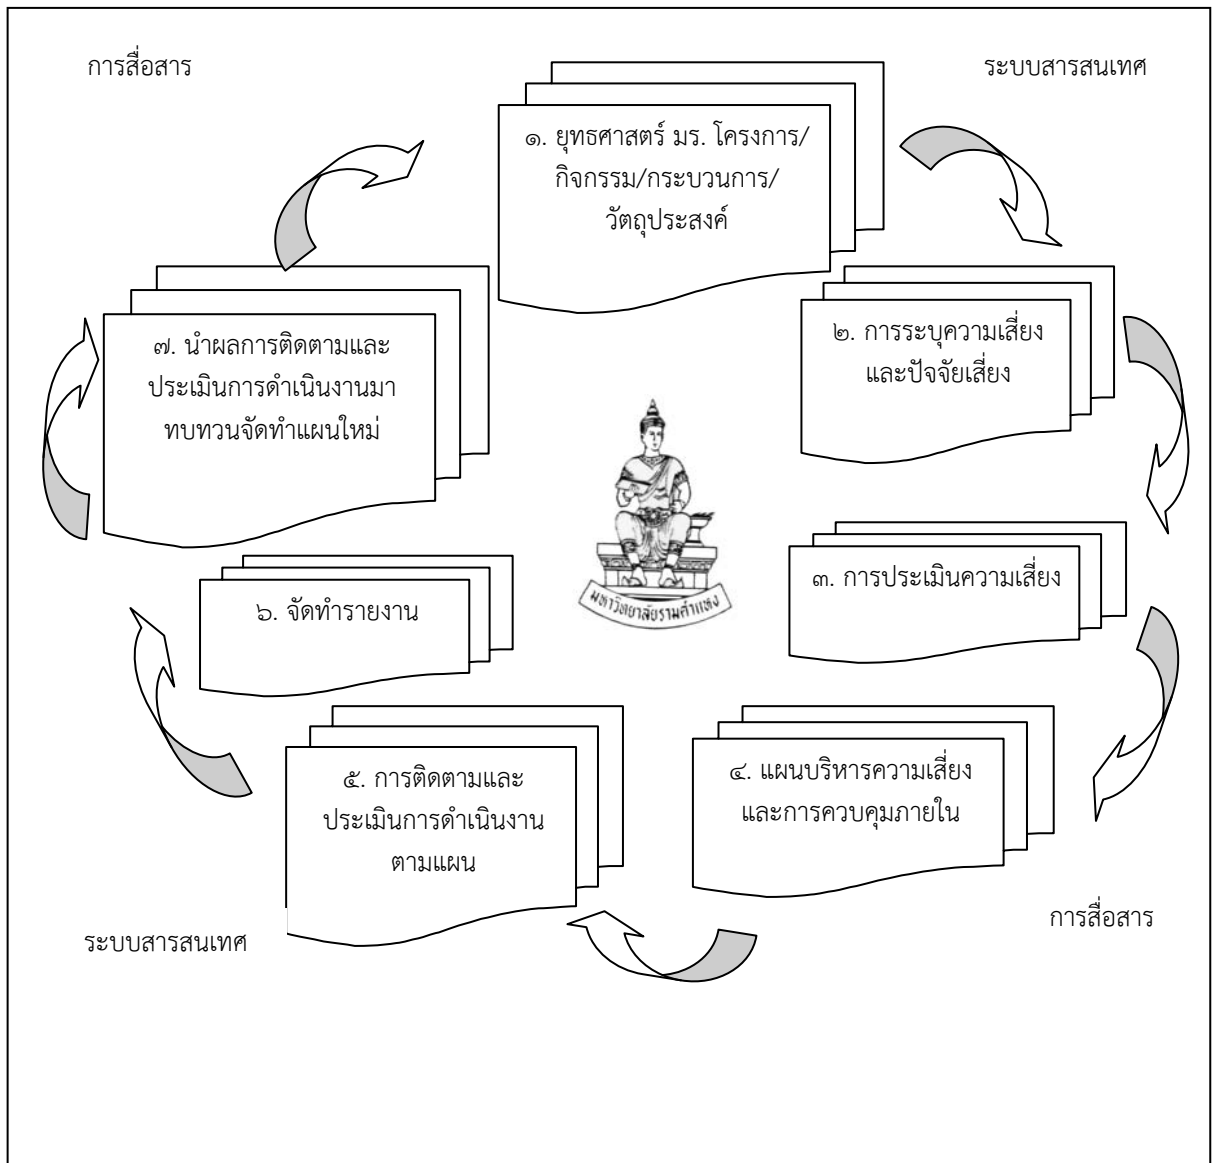 การสื่อสาร
ระบบสารสนเทศ
๑. ยุทธศาสตร์ มร. โครงการ/
กิจกรรม/กระบวนการ/
วัตถุประสงค์
๒. การระบุความเสี่ยง
และปัจจัยเสี่ยง
๓. การประเมินความเสี่ยง
๔. แผนบริหารความเสี่ยง
และการควบคุมภายใน
๕. การติดตามและ
ประเมินการดำเนินงาน
ตามแผน
๖. จัดทำรายงาน
๗. นำผลการติดตามและ
ประเมินการดำเนินงานมา
ทบทวนจัดทำแผนใหม่
มหาวิทยาลัยรามคำแหง
การสื่อสาร
ระบบสารสนเทศ